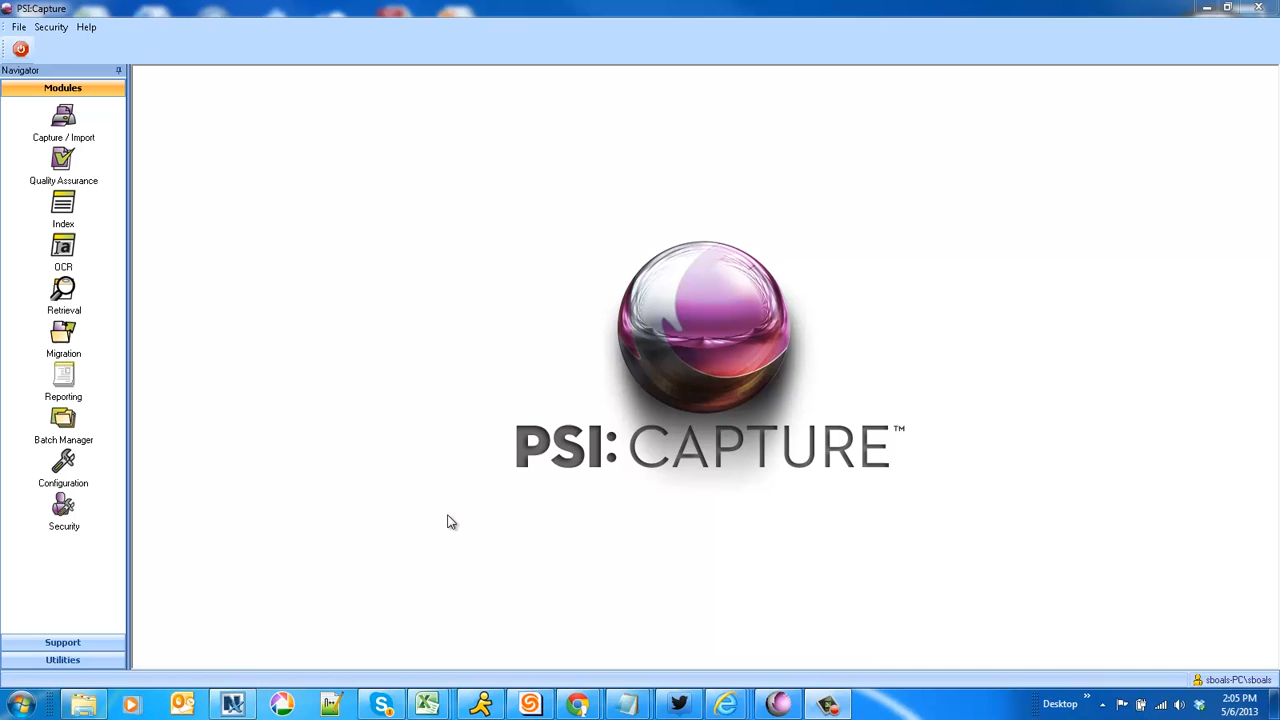 PSI:Capture
File Security Help
Navigator
Modules
Capture / Import
Quality Assurance
Index
OCR
Retrieval
Migration
Reporting
Batch Manager
Configuration
Security
PSI: CAPTURE™
Support
Utilities
sboals-PC\sboals
Desktop
2:05 PM
5/6/2013